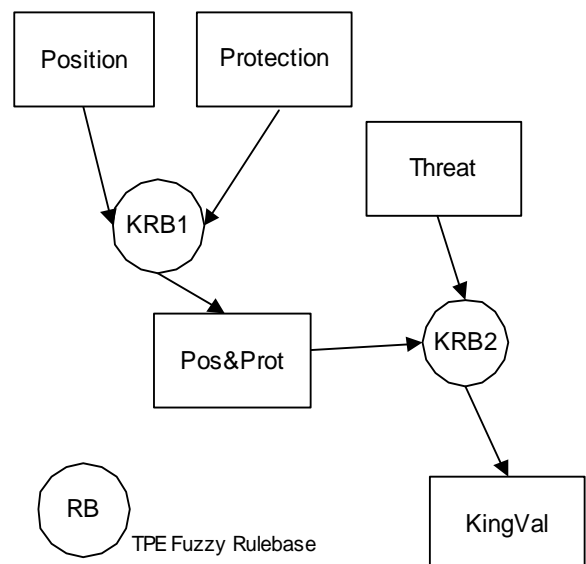 Position
Protection
Threat
KRB1
Pos&Prot
KRB2
RB
TPE Fuzzy Rulebase
KingVal